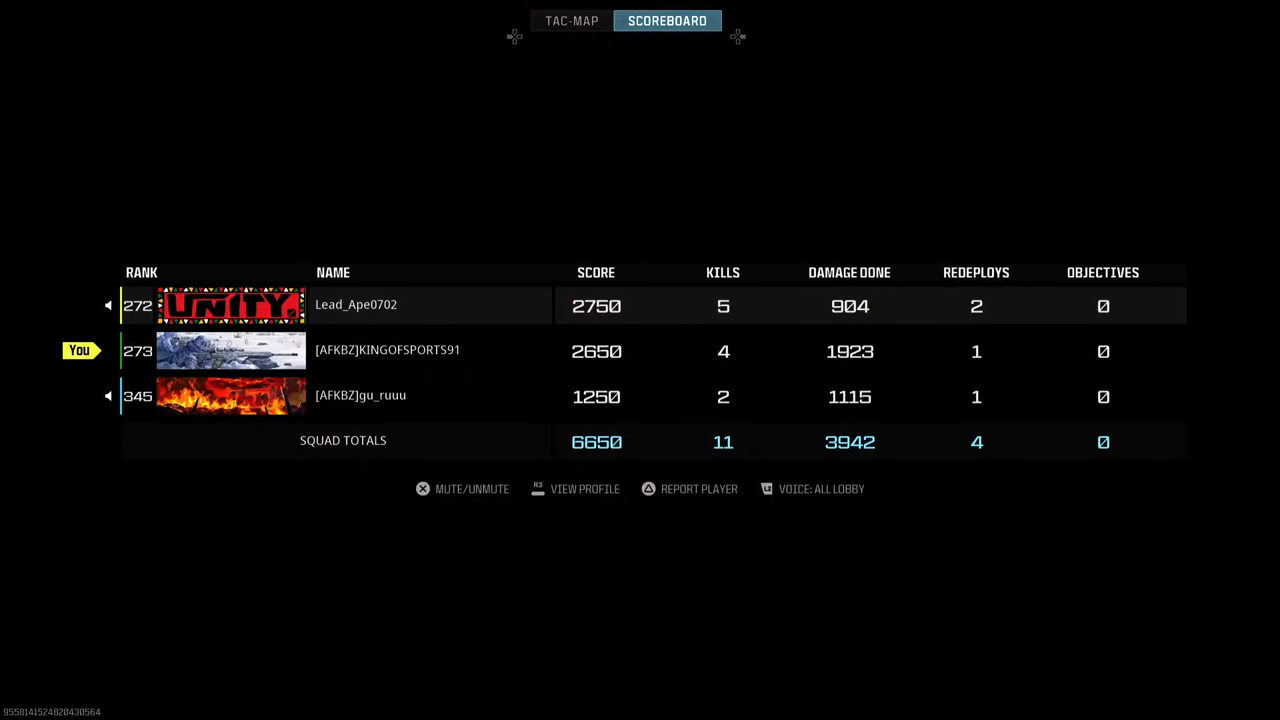 TAC-MAP SCOREBOARD
RANK NAME SCORE KILLS DAMAGE DONE REDEPLOYS OBJECTIVES
272 UNITY Lead_Ape0702 2750 5 904 2 0
You 273 [AFKBZ]KINGOFSPORTS91 2650 4 1923 1 0
345 [AFKBZ]gu_ruuu 1250 2 1115 1 0
SQUAD TOTALS 6650 11 3942 4 0
MUTE/UNMUTE R3 VIEW PROFILE REPORT PLAYER L2 VOICE: ALL LOBBY
9558141524820430564